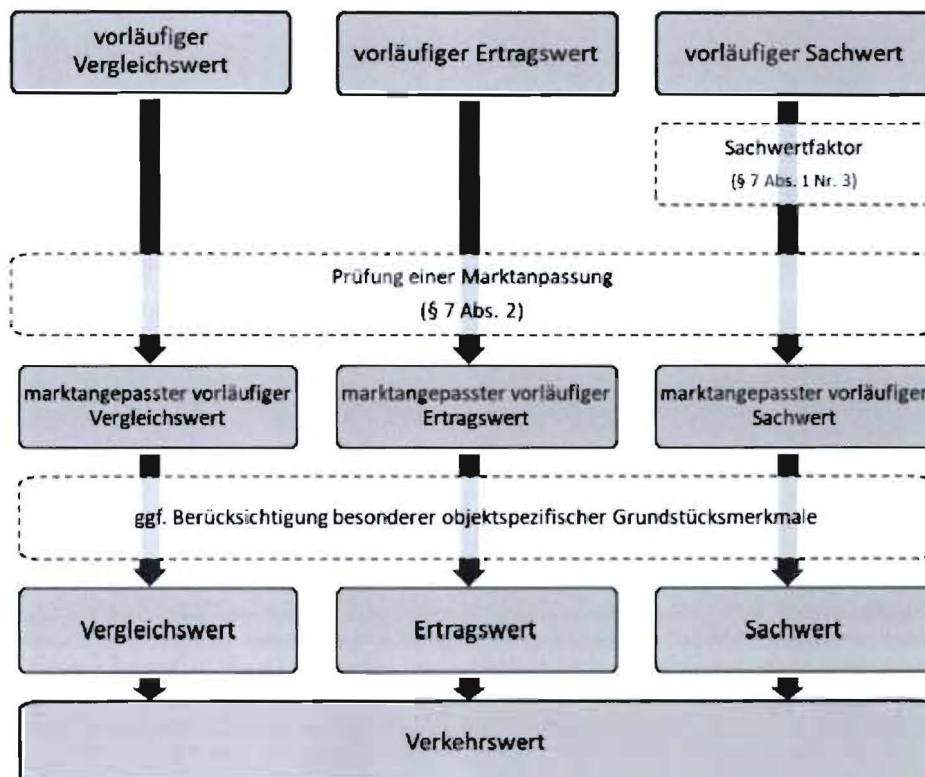 vorläufiger
Vergleichswert
vorläufiger Ertragswert
vorläufiger Sachwert
Sachwertfaktor
(§ 7 Abs. 1 Nr. 3)
Prüfung einer Marktanpassung
(§ 7 Abs. 2)
marktangepasster vorläufiger
Vergleichswert
marktangepasster vorläufiger
Ertragswert
marktangepasster vorläufiger
Sachwert
ggf. Berücksichtigung besonderer objektspezifischer Grundstücksmerkmale
Vergleichswert
Ertragswert
Sachwert
Verkehrswert